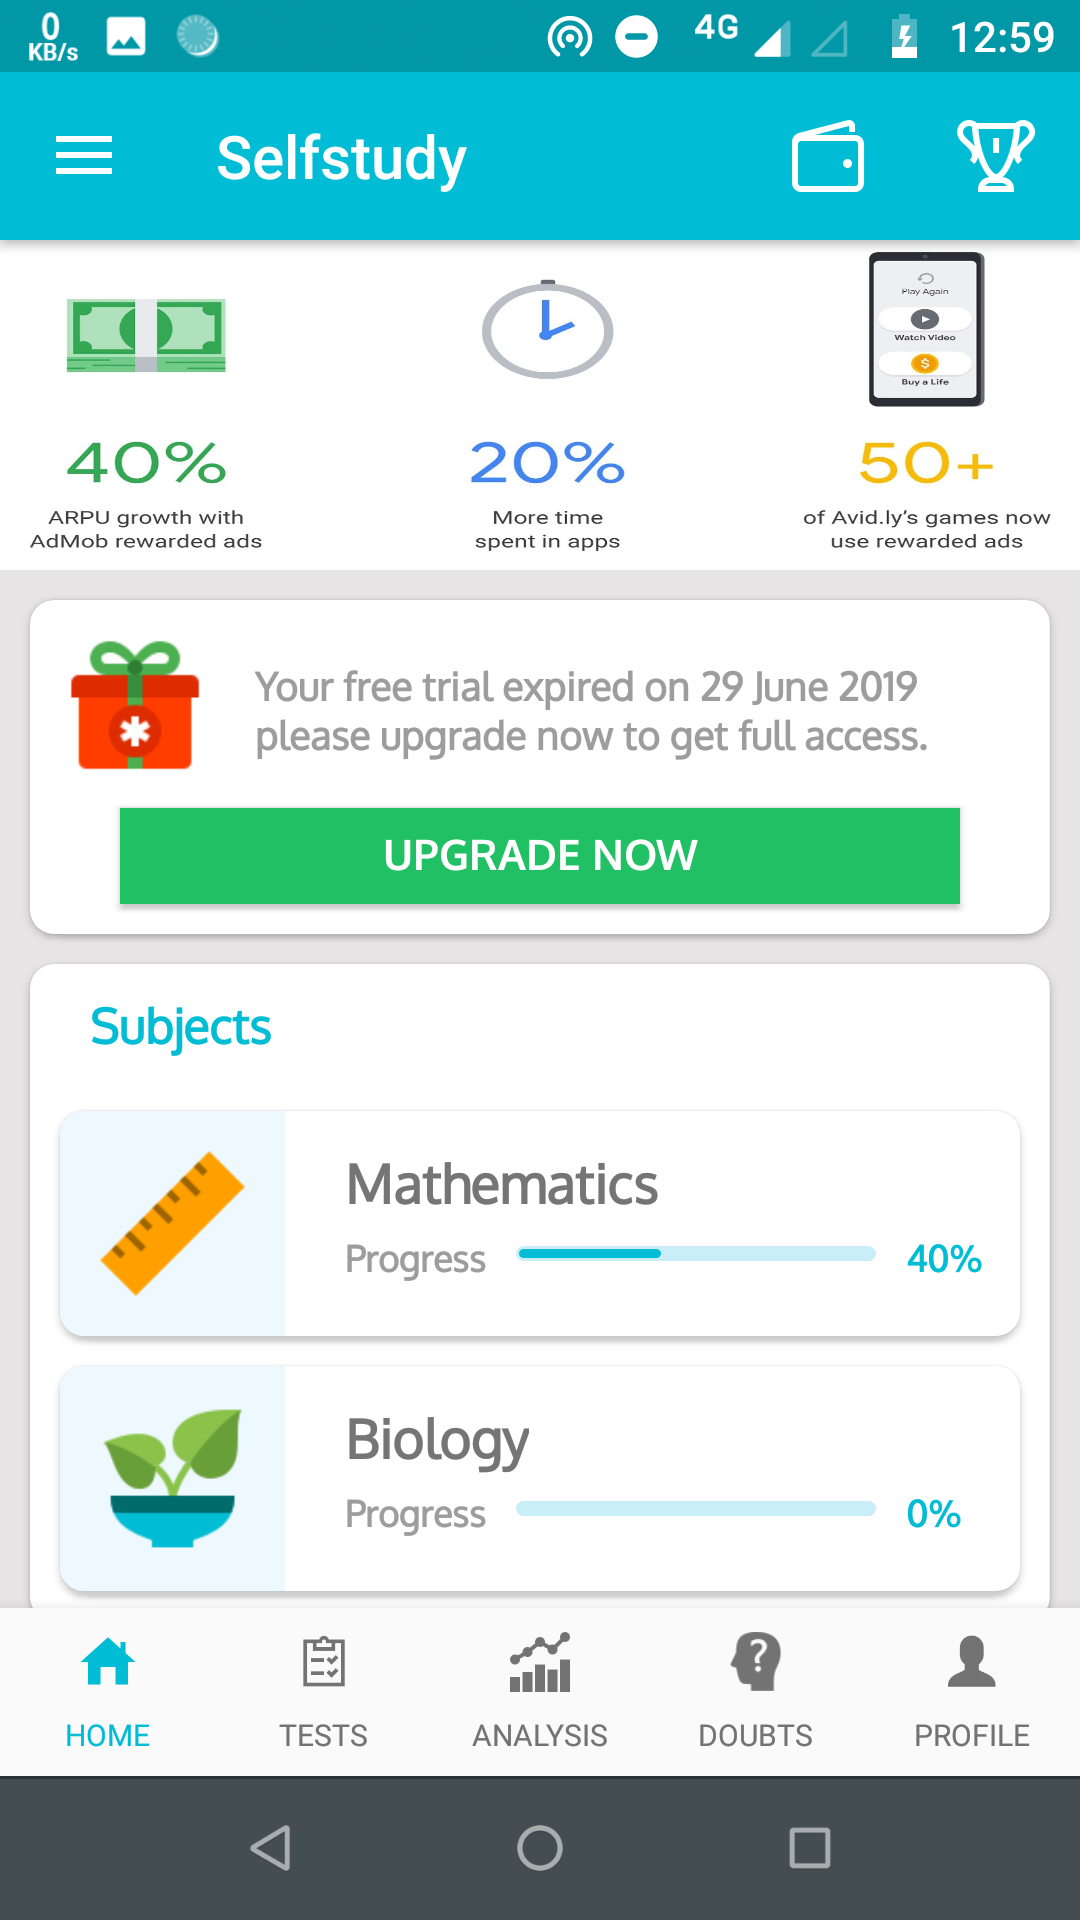 0
KB/s
4G
12:59
Selfstudy
Play Again
Watch Video
$
Buy a Life
40%
20%
50+
ARPU growth with
AdMob rewarded ads
More time
spent in apps
of Avid.ly's games now
use rewarded ads
Your free trial expired on 29 June 2019
please upgrade now to get full access.
UPGRADE NOW
Subjects
Mathematics
Progress 40%
Biology
Progress 0%
HOME TESTS ANALYSIS DOUBTS PROFILE